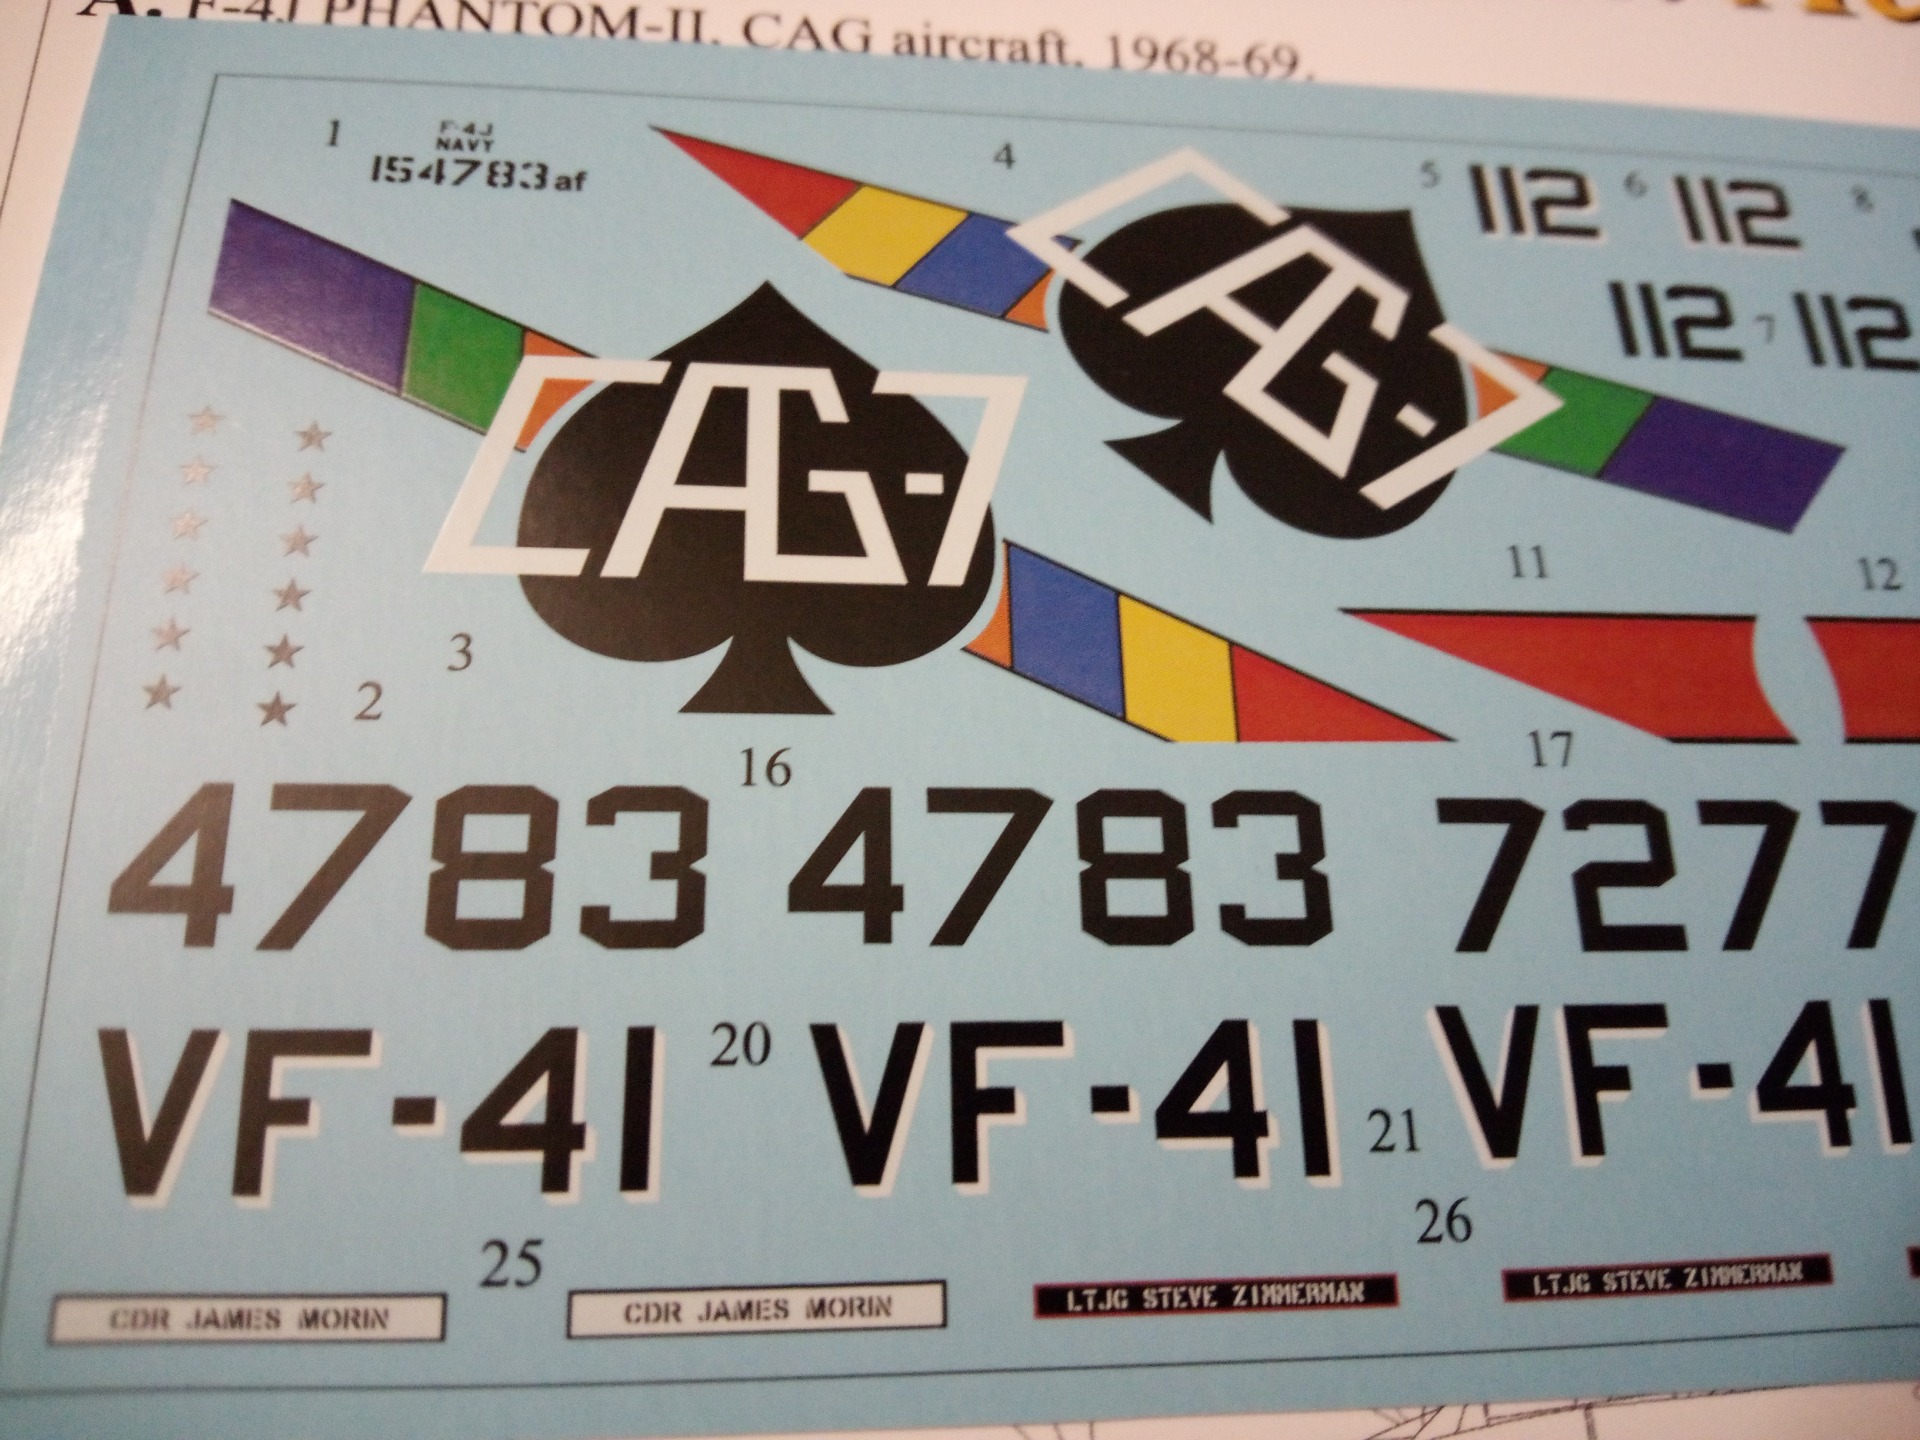 A. F-4J PHANTOM-II. CAG aircraft. 1968-69.
1
F-4J
NAVY
154783af
4
5
112
6
112
8
112
7
112
CAG-7
CAG-7
11
12
3
2
16
17
4783
4783
7277
VF-41
20
VF-41
21
VF-41
25
26
CDR JAMES MORIN
CDR JAMES MORIN
LTJG STEVE ZIMMERMAN
LTJG STEVE ZIMMERMAN